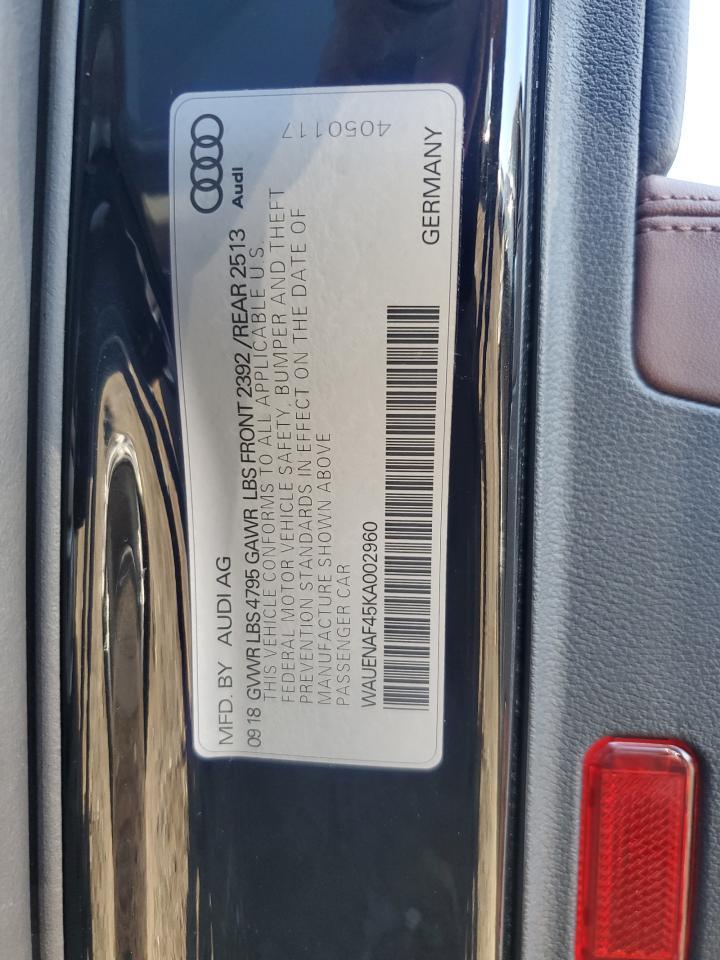 MFD. BY AUDI AG
09 18 GVWR LBS 4795 GAWR LBS FRONT 2392 /REAR 2513
THIS VEHICLE CONFORMS TO ALL APPLICABLE U.S.
FEDERAL MOTOR VEHICLE SAFETY, BUMPER AND THEFT
PREVENTION STANDARDS IN EFFECT ON THE DATE OF
MANUFACTURE SHOWN ABOVE
PASSENGER CAR
WAUENAF45KA002960
Audi
4050117
GERMANY